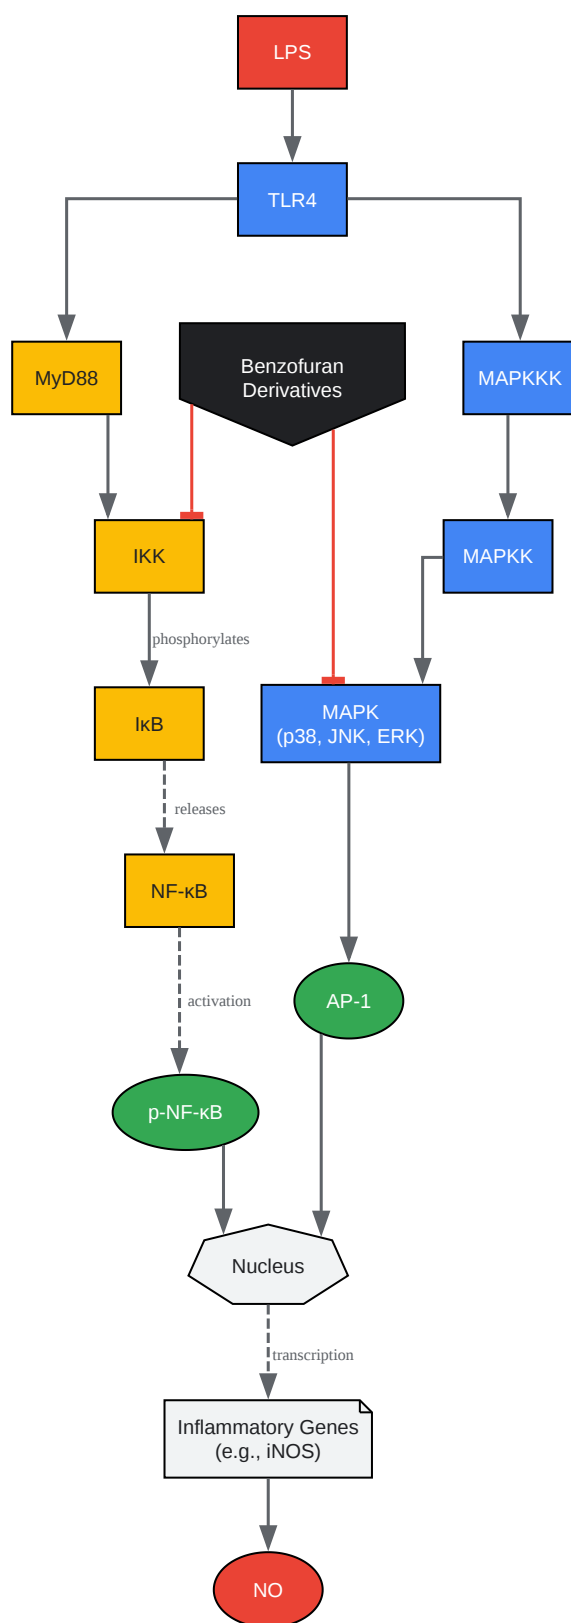 LPS
TLR4
MyD88
Benzofuran
Derivatives
MAPKKK
IKK
MAPKK
phosphorylates
IκB
MAPK
(p38, JNK, ERK)
releases
NF-κB
activation
AP-1
p-NF-κB
Nucleus
transcription
Inflammatory Genes
(e.g., iNOS)
NO